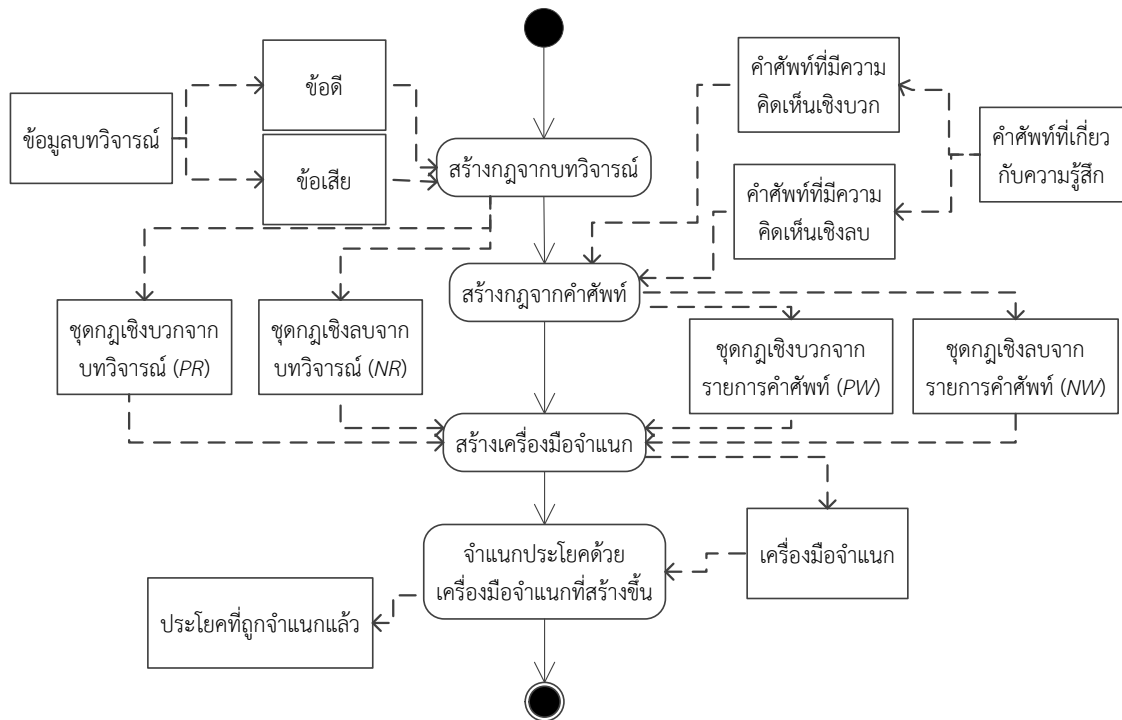 ข้อดี
ข้อมูลบทวิจารณ์
ข้อเสีย
สร้างกฎจากบทวิจารณ์
คำศัพท์ที่มีความ
คิดเห็นเชิงบวก
คำศัพท์ที่เกี่ยว
กับความรู้สึก
คำศัพท์ที่มีความ
คิดเห็นเชิงลบ
สร้างกฎจากคำศัพท์
ชุดกฎเชิงบวกจาก
บทวิจารณ์ (PR)
ชุดกฎเชิงลบจาก
บทวิจารณ์ (NR)
ชุดกฎเชิงบวกจาก
รายการคำศัพท์ (PW)
ชุดกฎเชิงลบจาก
รายการคำศัพท์ (NW)
สร้างเครื่องมือจำแนก
จำแนกประโยคด้วย
เครื่องมือจำแนกที่สร้างขึ้น
เครื่องมือจำแนก
ประโยคที่ถูกจำแนกแล้ว